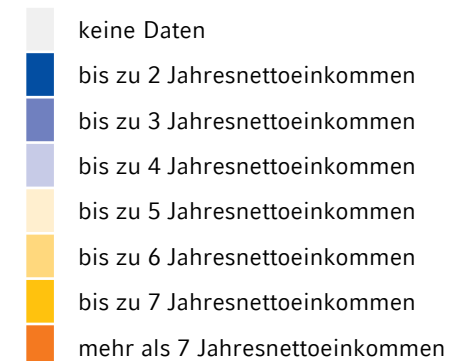 keine Daten
bis zu 2 Jahresnettoeinkommen
bis zu 3 Jahresnettoeinkommen
bis zu 4 Jahresnettoeinkommen
bis zu 5 Jahresnettoeinkommen
bis zu 6 Jahresnettoeinkommen
bis zu 7 Jahresnettoeinkommen
mehr als 7 Jahresnettoeinkommen